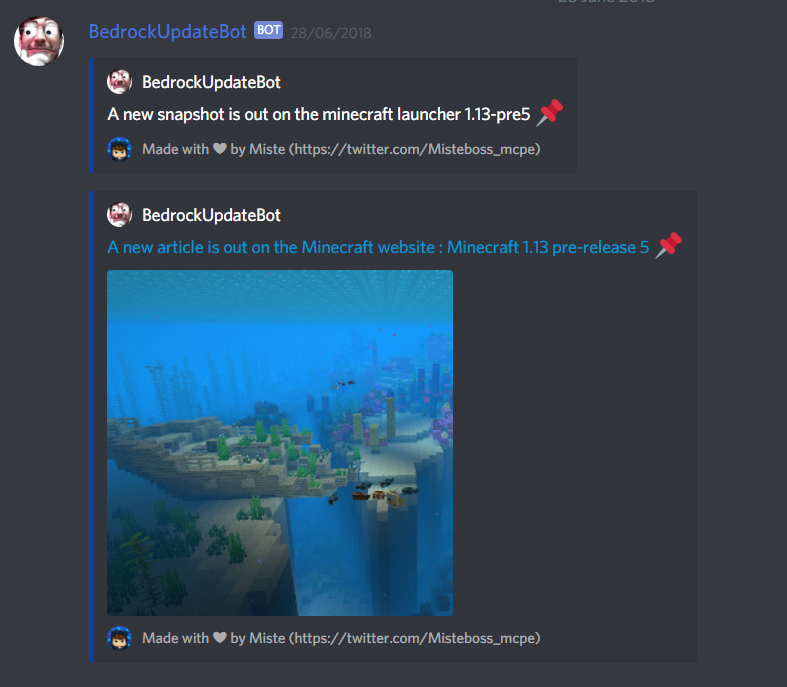 BedrockUpdateBot BOT 28/06/2018
BedrockUpdateBot
A new snapshot is out on the minecraft launcher 1.13-pre5
Made with ❤ by Miste (https://twitter.com/Misteboss_mcpe)
BedrockUpdateBot
A new article is out on the Minecraft website : Minecraft 1.13 pre-release 5
Made with ❤ by Miste (https://twitter.com/Misteboss_mcpe)